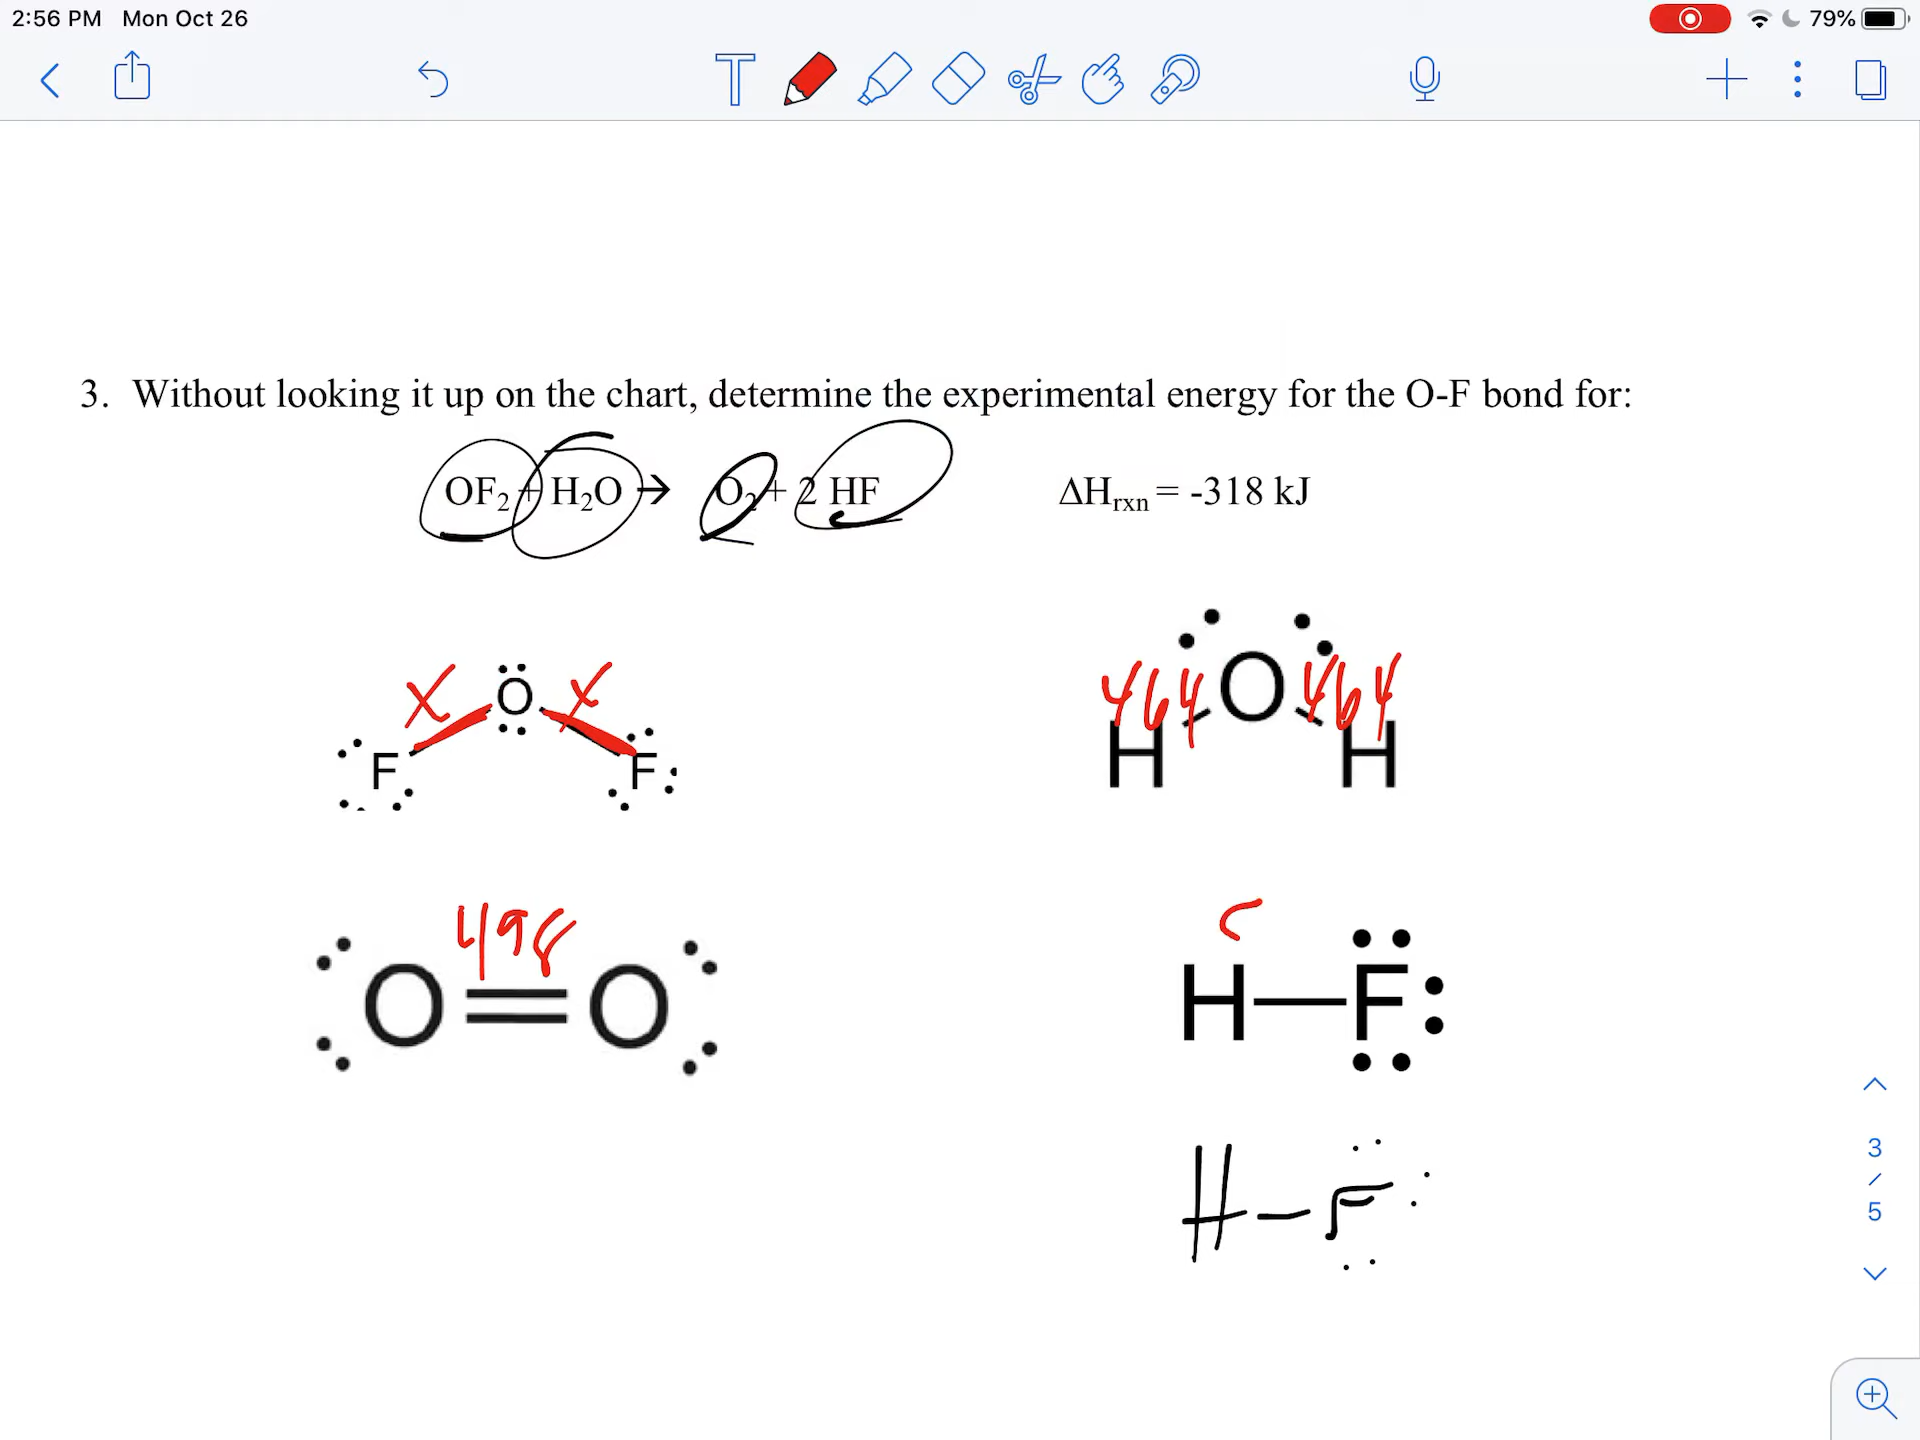 2:56 PM Mon Oct 26
79%
T
3. Without looking it up on the chart, determine the experimental energy for the O-F bond for:
OF₂ + H₂O → O₂ + 2 HF ΔHrxn = -318 kJ
X O X
F F
464 O 464
H H
498
O=O
H—F
H-F
3
/
5